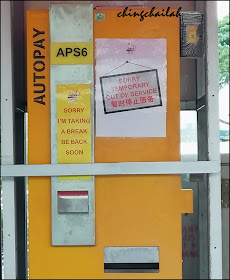 chingchailah
AUTOPAY
APS6
SORRY
TEMPORARY
OUT OF SERVICE
暂时停止服务
SORRY
I'M TAKING
A BREAK
BE BACK
SOON